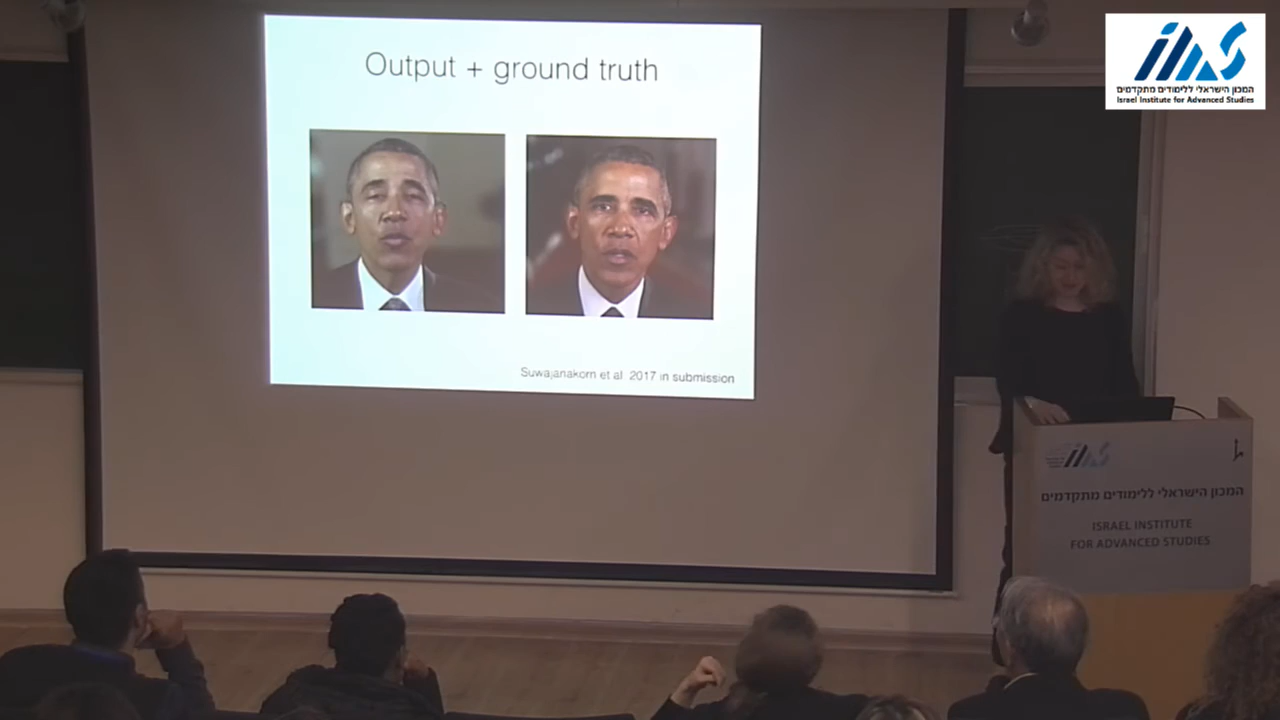 Output + ground truth
Suwajanakorn et al 2017 in submission
המכון הישראלי ללימודים מתקדמים
Israel Institute for Advanced Studies
המכון הישראלי ללימודים מתקדמים
ISRAEL INSTITUTE
FOR ADVANCED STUDIES